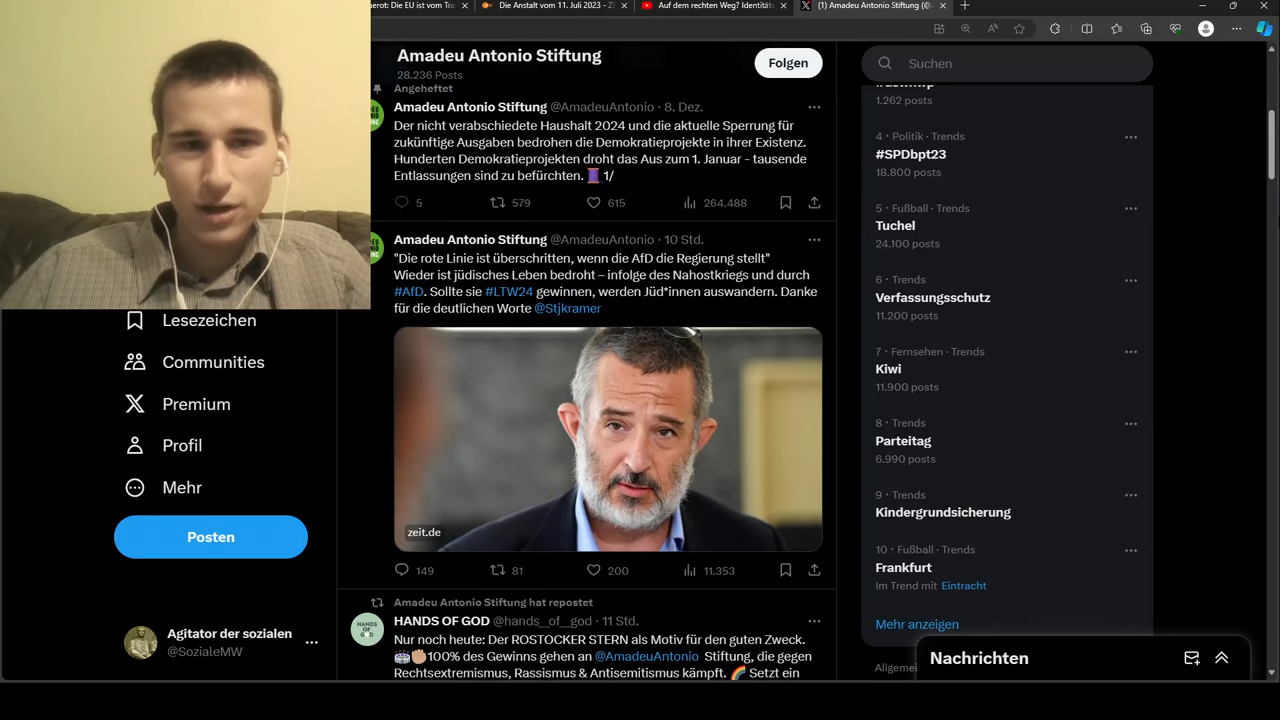 uerot: Die EU ist vom Tra
Die Anstalt vom 11. Juli 2023 - Z
Auf dem rechten Weg? Identitä
(1) Amadeu Antonio Stiftung (@
Amadeu Antonio Stiftung
28.236 Posts
Folgen
Angeheftet
Amadeu Antonio Stiftung @AmadeuAntonio · 8. Dez.
Der nicht verabschiedete Haushalt 2024 und die aktuelle Sperrung für
zukünftige Ausgaben bedrohen die Demokratieprojekte in ihrer Existenz.
Hunderten Demokratieprojekten droht das Aus zum 1. Januar - tausende
Entlassungen sind zu befürchten. 🧵 1/
5 579 615 264.488
Amadeu Antonio Stiftung @AmadeuAntonio · 10 Std.
"Die rote Linie ist überschritten, wenn die AfD die Regierung stellt"
Wieder ist jüdisches Leben bedroht – infolge des Nahostkriegs und durch
#AfD. Sollte sie #LTW24 gewinnen, werden Jüd*innen auswandern. Danke
für die deutlichen Worte @Stjkramer
zeit.de
149 81 200 11.353
Amadeu Antonio Stiftung hat repostet
HANDS OF GOD @hands__of_god · 11 Std.
Nur noch heute: Der ROSTOCKER STERN als Motiv für den guten Zweck.
100% des Gewinns gehen an @AmadeuAntonio Stiftung, die gegen
Rechtsextremismus, Rassismus & Antisemitismus kämpft. 🌈 Setzt ein
HANDS
OF
GOD
Lesezeichen
Communities
Premium
Profil
Mehr
Posten
Agitator der sozialen
@SozialeMW
Suchen
1.262 posts
4 · Politik · Trends
#SPDbpt23
18.800 posts
5 · Fußball · Trends
Tuchel
24.100 posts
6 · Trends
Verfassungsschutz
11.200 posts
7 · Fernsehen · Trends
Kiwi
11.900 posts
8 · Trends
Parteitag
6.990 posts
9 · Trends
Kindergrundsicherung
10 · Fußball · Trends
Frankfurt
Im Trend mit Eintracht
Mehr anzeigen
Allgemei
Nachrichten